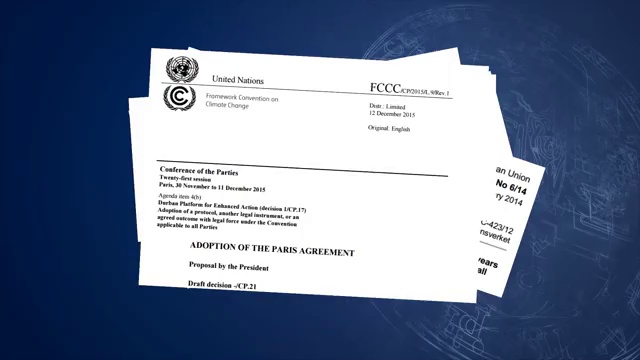 United Nations
FCCC/CP/2015/L.9/Rev.1
Framework Convention on
Climate Change
Distr.: Limited
12 December 2015
Original: English
Conference of the Parties
Twenty-first session
Paris, 30 November to 11 December 2015
Agenda item 4(b)
Durban Platform for Enhanced Action (decision 1/CP.17)
Adoption of a protocol, another legal instrument, or an
agreed outcome with legal force under the Convention
applicable to all Parties
ADOPTION OF THE PARIS AGREEMENT
Proposal by the President
Draft decision -/CP.21
an Union
No 6/14
ry 2014
C-423/12
nsverket
years
all